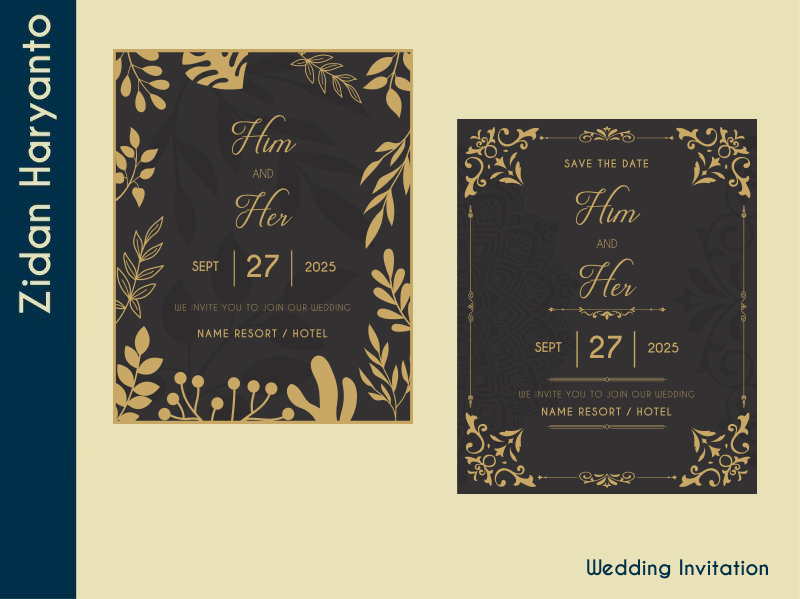 Zidan Haryanto
Him
AND
Her
SEPT 27 2025
WE INVITE YOU TO JOIN OUR WEDDING
NAME RESORT / HOTEL
SAVE THE DATE
Him
AND
Her
SEPT 27 2025
WE INVITE YOU TO JOIN OUR WEDDING
NAME RESORT / HOTEL
Wedding Invitation